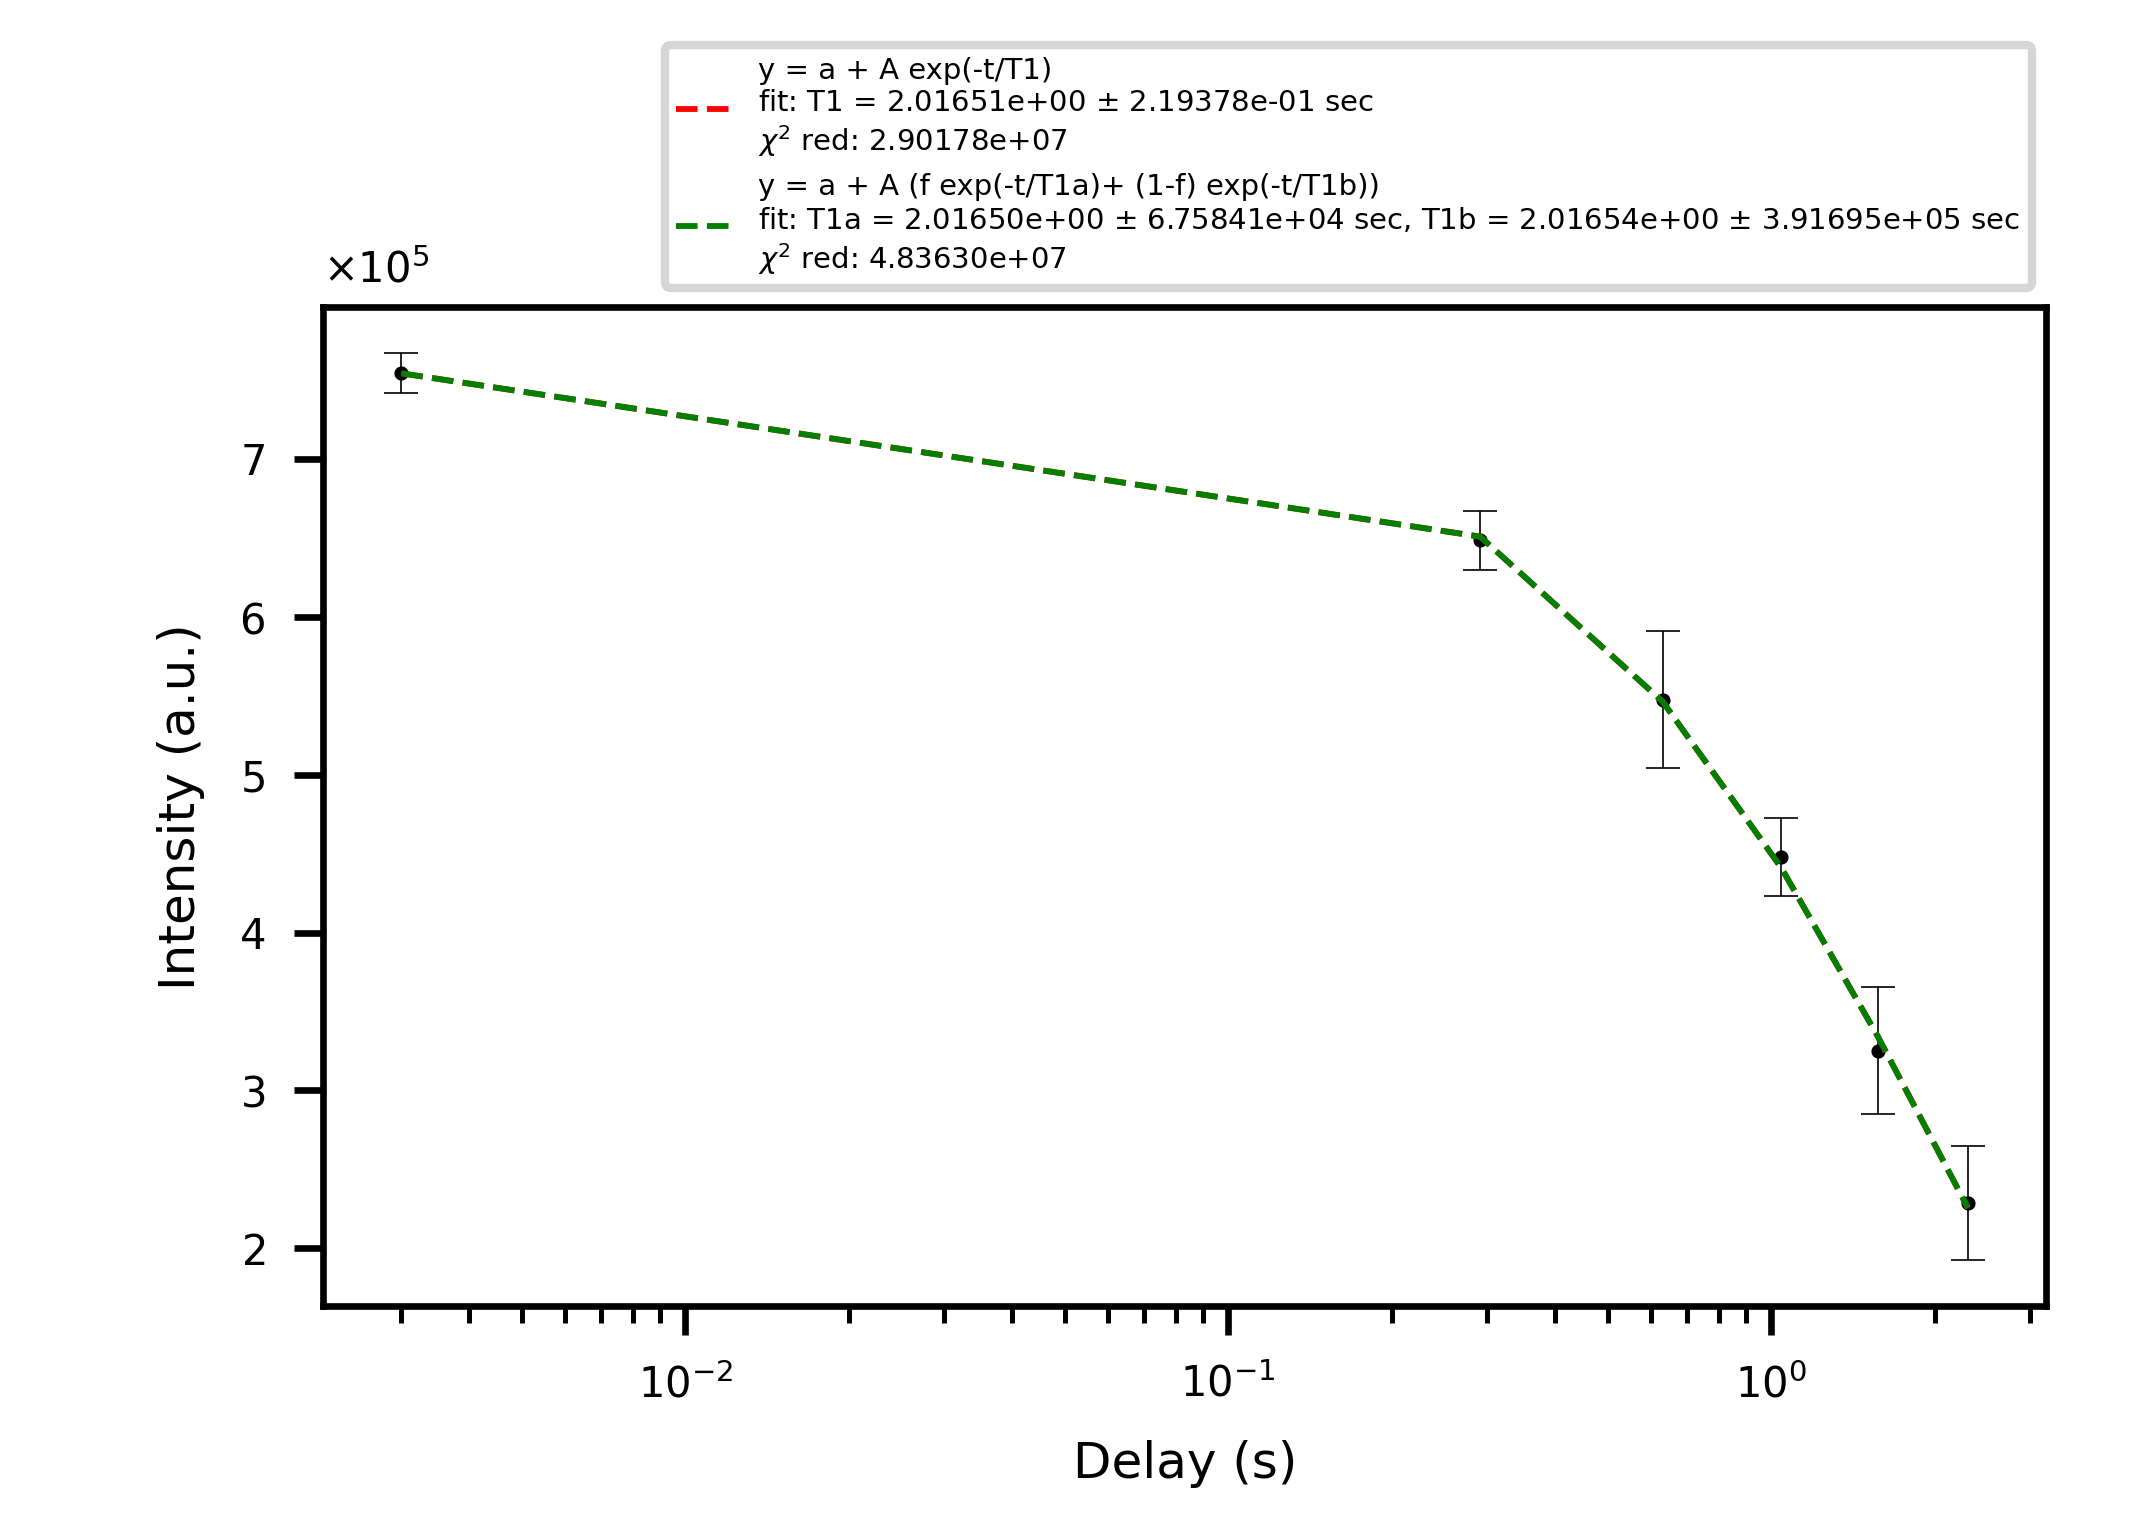 y = a + A exp(-t/T1)
fit: T1 = 2.01651e+00 ± 2.19378e-01 sec
χ² red: 2.90178e+07
y = a + A (f exp(-t/T1a)+ (1-f) exp(-t/T1b))
fit: T1a = 2.01650e+00 ± 6.75841e+04 sec, T1b = 2.01654e+00 ± 3.91695e+05 sec
χ² red: 4.83630e+07
×10⁵
7
6
5
4
3
2
Intensity (a.u.)
10⁻² 10⁻¹ 10⁰
Delay (s)